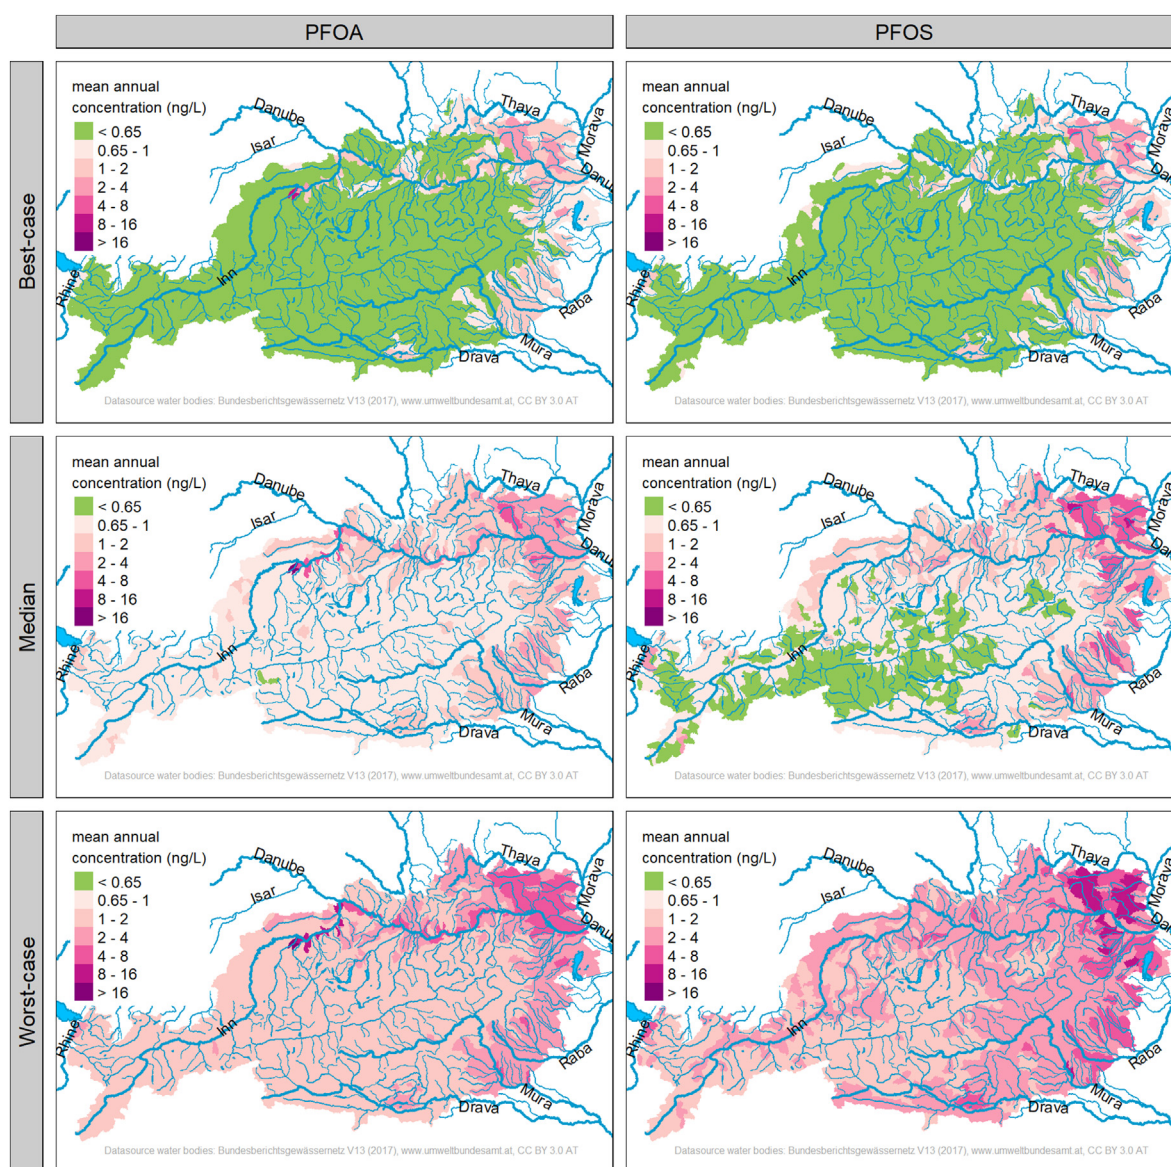 PFOA
PFOS
Best-case
mean annual
concentration (ng/L)
< 0.65
0.65 - 1
1 - 2
2 - 4
4 - 8
8 - 16
> 16
Danube
Isar
Thaya
Morava
Danub
Rhine
Inn
Raba
Mura
Drava
Datasource water bodies: Bundesberichtsgewässernetz V13 (2017), www.umweltbundesamt.at, CC BY 3.0 AT
mean annual
concentration (ng/L)
< 0.65
0.65 - 1
1 - 2
2 - 4
4 - 8
8 - 16
> 16
Danube
Isar
Thaya
Morava
Dan
Rhine
Inn
Raba
Mura
Drava
Datasource water bodies: Bundesberichtsgewässernetz V13 (2017), www.umweltbundesamt.at, CC BY 3.0 AT
Median
mean annual
concentration (ng/L)
< 0.65
0.65 - 1
1 - 2
2 - 4
4 - 8
8 - 16
> 16
Danube
Isar
Thaya
Morava
Danub
Rhine
Inn
Raba
Mura
Drava
Datasource water bodies: Bundesberichtsgewässernetz V13 (2017), www.umweltbundesamt.at, CC BY 3.0 AT
mean annual
concentration (ng/L)
< 0.65
0.65 - 1
1 - 2
2 - 4
4 - 8
8 - 16
> 16
Danube
Isar
Thaya
Morava
Dan
Rhine
Inn
Raba
Mura
Drava
Datasource water bodies: Bundesberichtsgewässernetz V13 (2017), www.umweltbundesamt.at, CC BY 3.0 AT
Worst-case
mean annual
concentration (ng/L)
< 0.65
0.65 - 1
1 - 2
2 - 4
4 - 8
8 - 16
> 16
Danube
Isar
Thaya
Morava
Danub
Rhine
Inn
Raba
Mura
Drava
Datasource water bodies: Bundesberichtsgewässernetz V13 (2017), www.umweltbundesamt.at, CC BY 3.0 AT
mean annual
concentration (ng/L)
< 0.65
0.65 - 1
1 - 2
2 - 4
4 - 8
8 - 16
> 16
Danube
Isar
Thaya
Morava
Dan
Rhine
Inn
Raba
Mura
Drava
Datasource water bodies: Bundesberichtsgewässernetz V13 (2017), www.umweltbundesamt.at, CC BY 3.0 AT